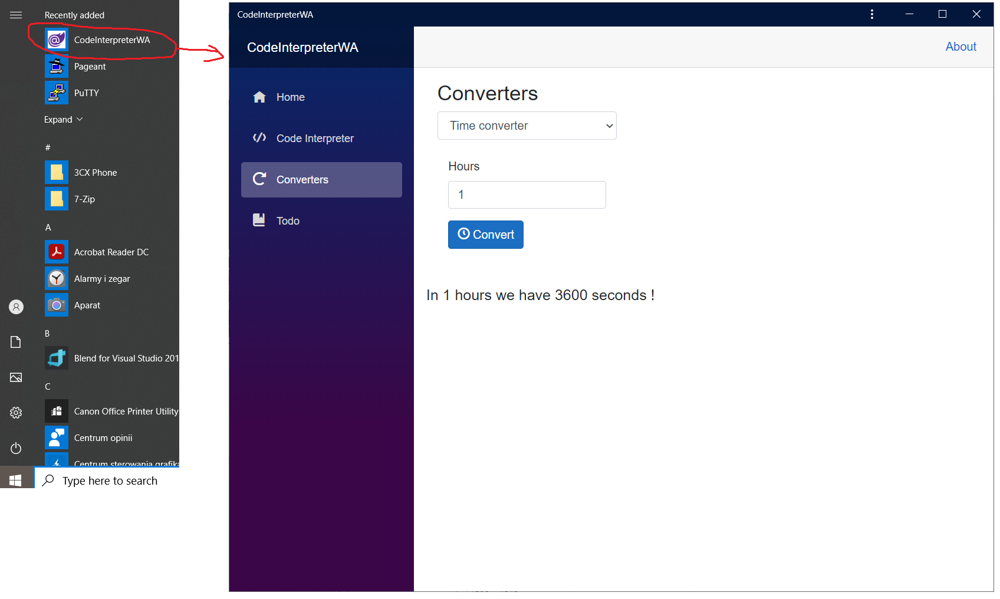 Recently added
CodeInterpreterWA
Pageant
PuTTY
Expand
#
3CX Phone
7-Zip
A
Acrobat Reader DC
Alarmy i zegar
Aparat
B
Blend for Visual Studio 201
C
Canon Office Printer Utility
Centrum opinii
Centrum sterowania grafiką
Type here to search
CodeInterpreterWA
CodeInterpreterWA
About
Home
Code Interpreter
Converters
Todo
Converters
Time converter
Hours
1
Convert
In 1 hours we have 3600 seconds !